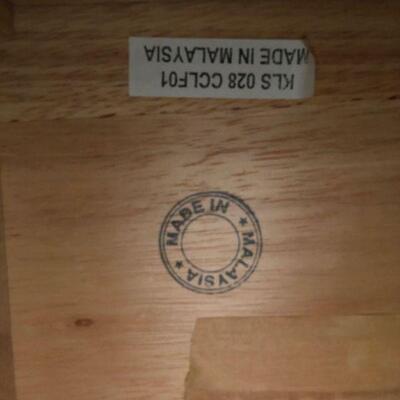 KLS 028 CCLF01
MADE IN MALAYSIA
MADE IN
★ MALAYSIA ★